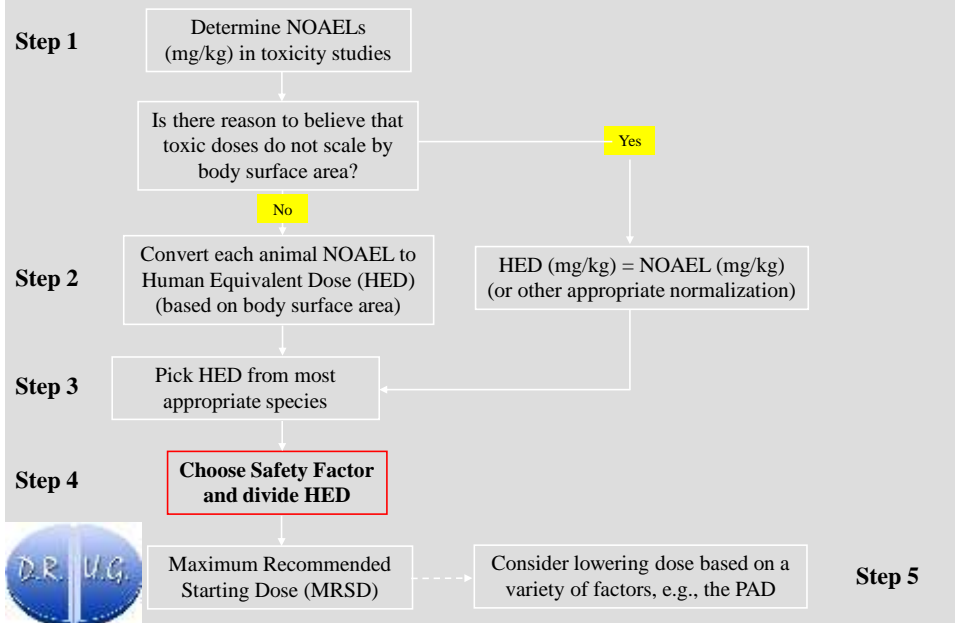 Step 1
Determine NOAELs
(mg/kg) in toxicity studies
Is there reason to believe that
toxic doses do not scale by
body surface area?
Yes
No
Step 2
Convert each animal NOAEL to
Human Equivalent Dose (HED)
(based on body surface area)
HED (mg/kg) = NOAEL (mg/kg)
(or other appropriate normalization)
Step 3
Pick HED from most
appropriate species
Step 4
Choose Safety Factor
and divide HED
D.R. U.G.
Maximum Recommended
Starting Dose (MRSD)
Consider lowering dose based on a
variety of factors, e.g., the PAD
Step 5